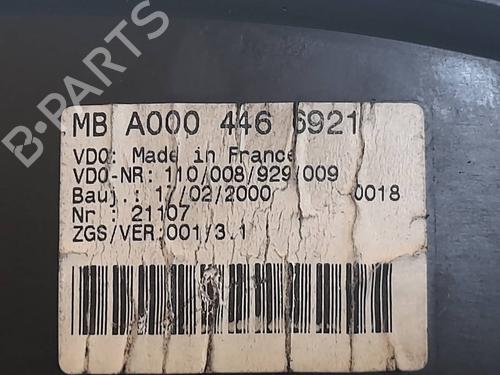 B-PARTS
MB A000 446 6921
VDO: Made in France
VDO-NR: 110/008/929/009
Bauj.: 17/02/2000 0018
Nr : 21107
ZGS/VER:001/3.1